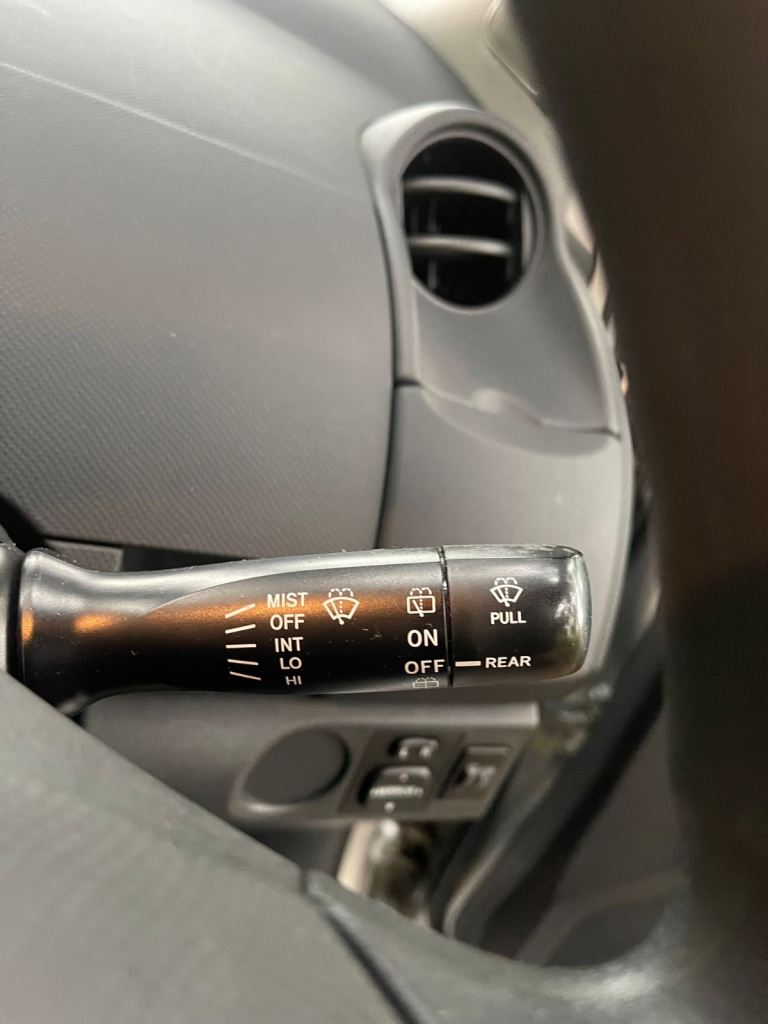 MIST
OFF
INT
LO
HI
ON
OFF
PULL
REAR